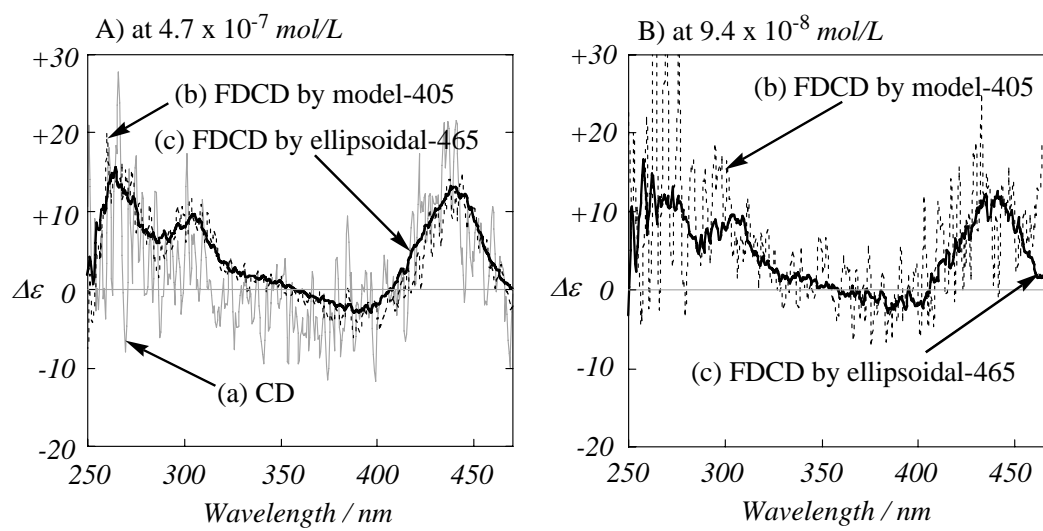 A) at 4.7 x 10⁻⁷ mol/L
+30
+20
+10
Δε
0
-10
-20
250
300
350
400
450
Wavelength / nm
(b) FDCD by model-405
(c) FDCD by ellipsoidal-465
(a) CD
B) at 9.4 x 10⁻⁸ mol/L
+30
+20
+10
Δε
0
-10
-20
250
300
350
400
450
Wavelength / nm
(b) FDCD by model-405
(c) FDCD by ellipsoidal-465